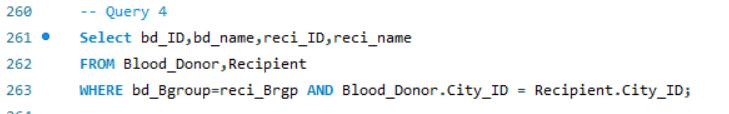 260 -- Query 4
261 Select bd_ID,bd_name,reci_ID,reci_name
262 FROM Blood_Donor,Recipient
263 WHERE bd_Bgroup=reci_Brgp AND Blood_Donor.City_ID = Recipient.City_ID;